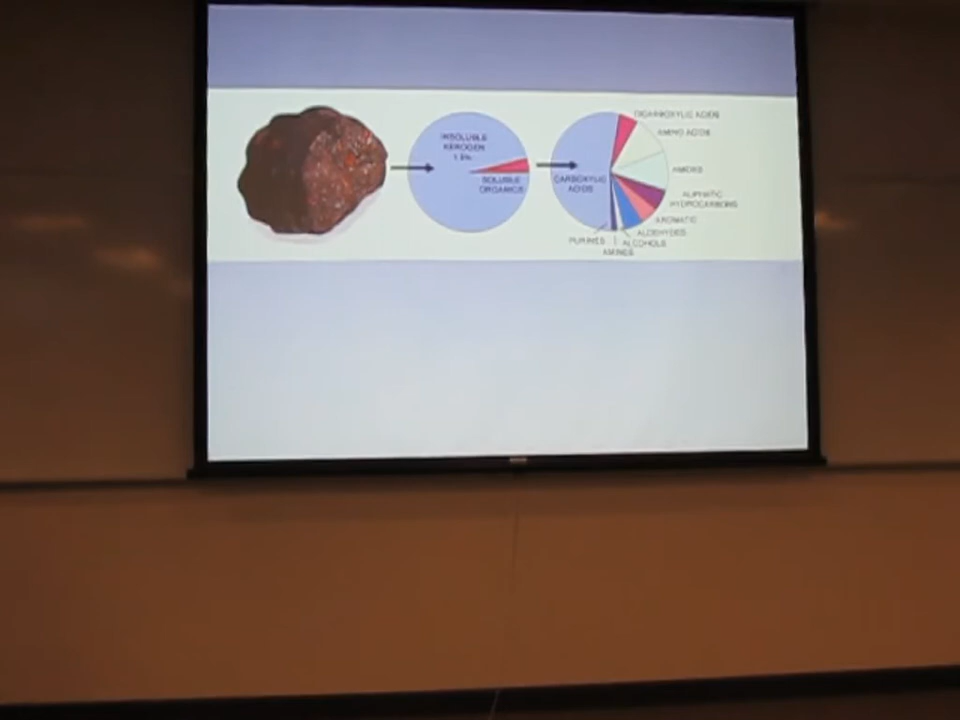 INSOLUBLE
KEROGEN
SOLUBLE
ORGANICS
CARBOXYLIC
ACIDS
DICARBOXYLIC ACIDS
AMINO ACIDS
AMIDES
ALIPHATIC
HYDROCARBONS
AROMATIC
ALDEHYDES
ALCOHOLS
AMINES
PURINES